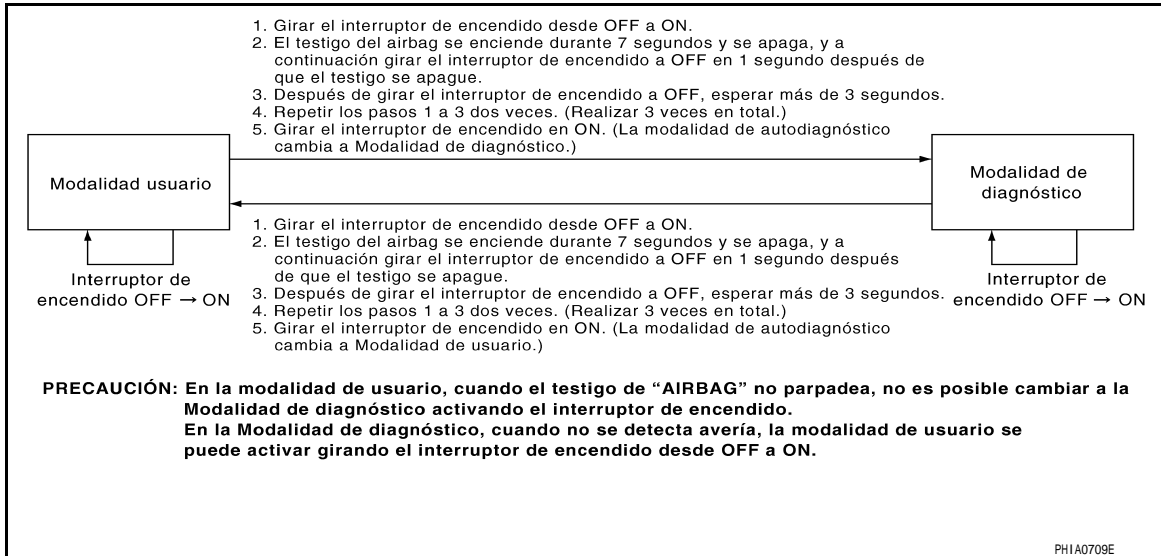 1. Girar el interruptor de encendido desde OFF a ON.
2. El testigo del airbag se enciende durante 7 segundos y se apaga, y a
continuación girar el interruptor de encendido a OFF en 1 segundo después de
que el testigo se apague.
3. Después de girar el interruptor de encendido a OFF, esperar más de 3 segundos.
4. Repetir los pasos 1 a 3 dos veces. (Realizar 3 veces en total.)
5. Girar el interruptor de encendido en ON. (La modalidad de autodiagnóstico
cambia a Modalidad de diagnóstico.)
Modalidad usuario
Modalidad de
diagnóstico
1. Girar el interruptor de encendido desde OFF a ON.
2. El testigo del airbag se enciende durante 7 segundos y se apaga, y a
continuación girar el interruptor de encendido a OFF en 1 segundo después
de que el testigo se apague.
3. Después de girar el interruptor de encendido a OFF, esperar más de 3 segundos.
4. Repetir los pasos 1 a 3 dos veces. (Realizar 3 veces en total.)
5. Girar el interruptor de encendido en ON. (La modalidad de autodiagnóstico
cambia a Modalidad de usuario.)
Interruptor de
encendido OFF → ON
Interruptor de
encendido OFF → ON
PRECAUCIÓN: En la modalidad de usuario, cuando el testigo de “AIRBAG” no parpadea, no es posible cambiar a la
Modalidad de diagnóstico activando el interruptor de encendido.
En la Modalidad de diagnóstico, cuando no se detecta avería, la modalidad de usuario se
puede activar girando el interruptor de encendido desde OFF a ON.
PHIA0709E